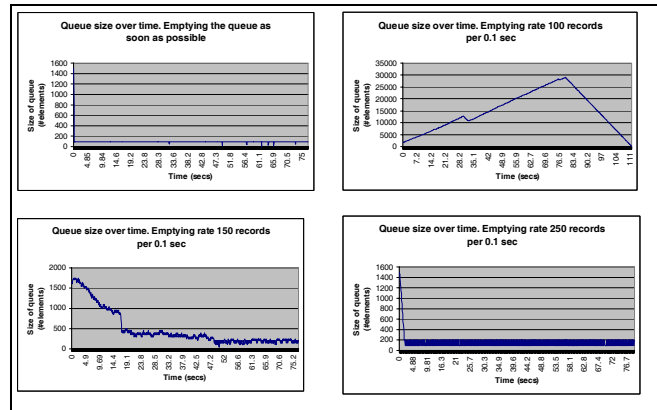 Queue size over time. Emptying the queue as
soon as possible
Size of queue
(#elements)
1600
1400
1200
1000
800
600
400
200
0
0 4.85 9.69 14.6 19.2 23.8 28.3 33.6 38.2 42.8 47.3 51.8 56.4 61.1 65.9 70.5 75
Time (secs)
Queue size over time. Emptying rate 100 records
per 0.1 sec
Size of queue
(#elements)
35000
30000
25000
20000
15000
10000
5000
0
0 7.2 14.2 21.2 28.2 35.1 42 48.9 55.9 62.7 69.6 76.5 83.4 90.2 97 104 111
Time (secs)
Queue size over time. Emptying rate 150 records
per 0.1 sec
Size of queue
(#elements)
2000
1500
1000
500
0
0 4.9 9.69 14.4 19.1 23.8 28.5 33.2 37.9 42.5 47.2 52 56.6 61.3 65.9 70.6 75.2
Time (secs)
Queue size over time. Emptying rate 250 records
per 0.1 sec
Size of queue
(#elements)
1600
1400
1200
1000
800
600
400
200
0
0 4.88 9.81 16.3 21 25.7 30.3 34.9 39.6 44.2 48.8 53.5 58.1 62.8 67.4 72 76.7
Time (secs)